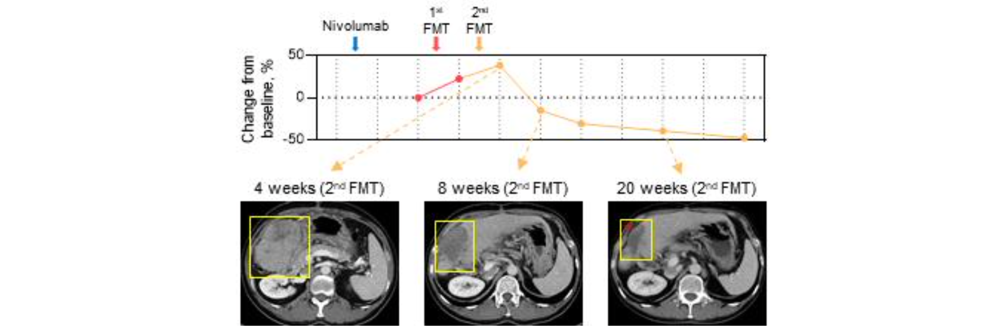 Nivolumab
1st
FMT
2nd
FMT
Change from
baseline, %
50
0
-50
4 weeks (2nd FMT)
8 weeks (2nd FMT)
20 weeks (2nd FMT)